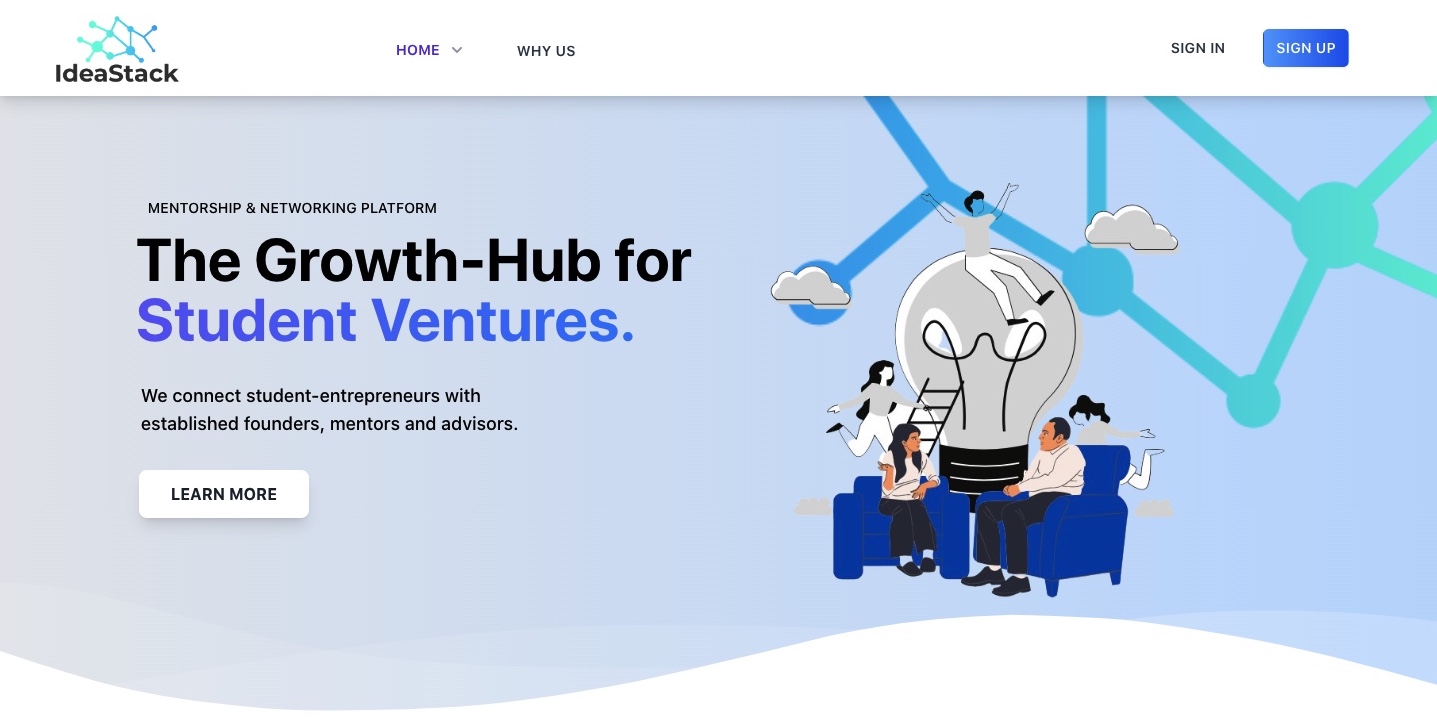 IdeaStack
HOME
WHY US
SIGN IN
SIGN UP
MENTORSHIP & NETWORKING PLATFORM
The Growth-Hub for
Student Ventures.
We connect student-entrepreneurs with
established founders, mentors and advisors.
LEARN MORE